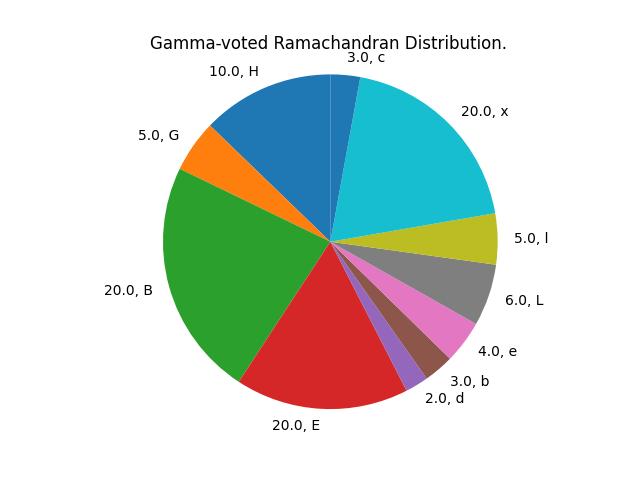 Gamma-voted Ramachandran Distribution.
3.0, c
10.0, H
20.0, x
5.0, G
5.0, l
20.0, B
6.0, L
4.0, e
3.0, b
2.0, d
20.0, E